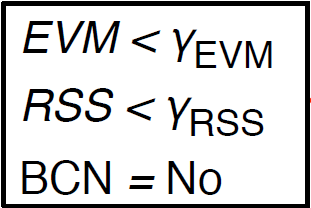 EVM < γEVM
RSS < γRSS
BCN = No